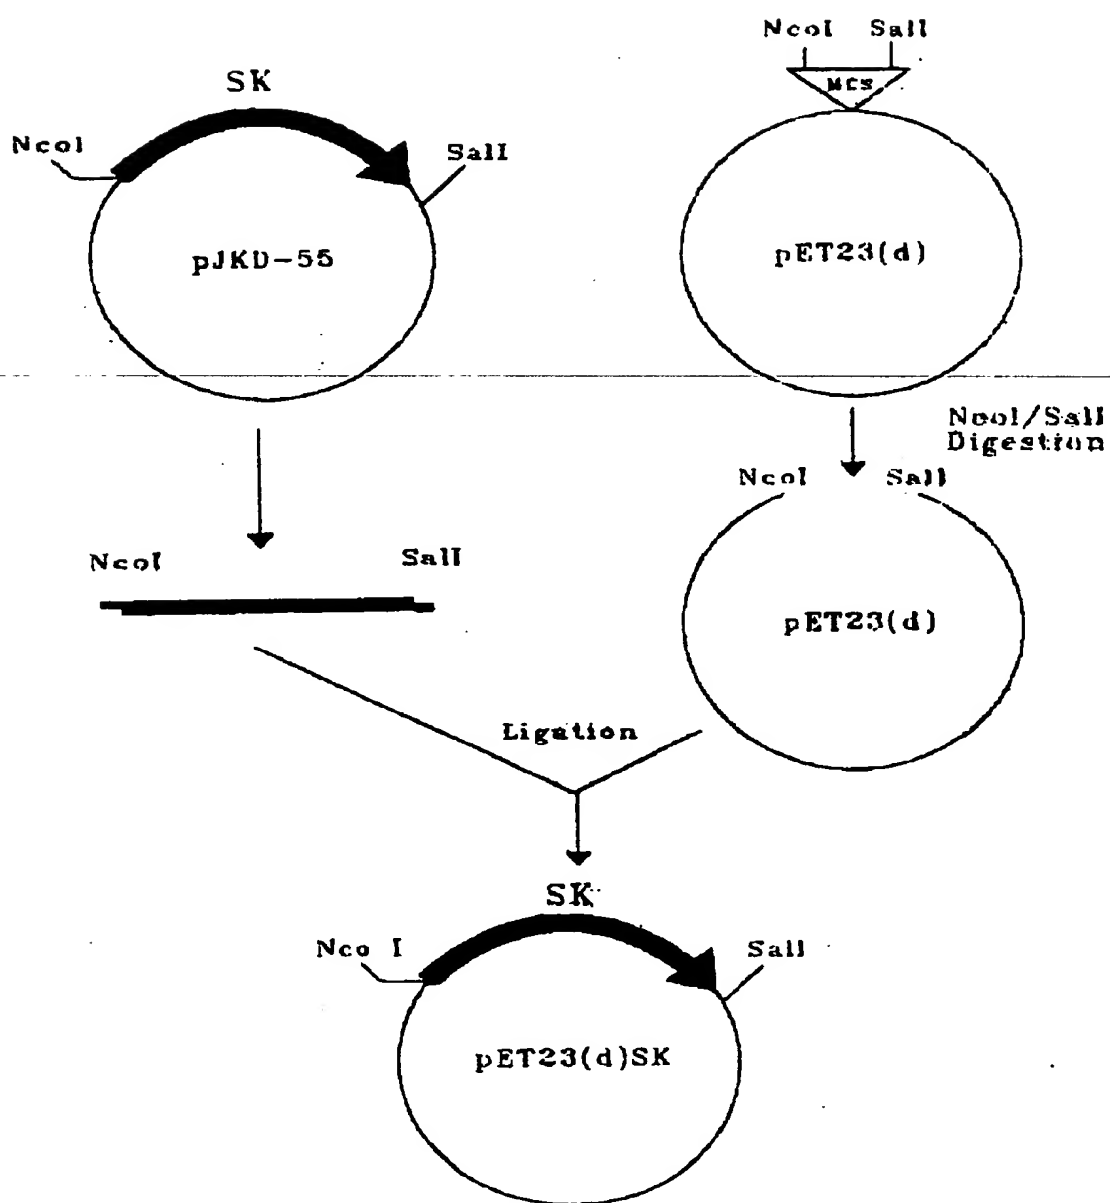 NcoI SalI
MCS
SK
NcoI
SalI
pJKD-55
pET23(d)
NcoI/SalI
Digestion
NcoI SalI
NcoI SalI
pET23(d)
Ligation
SK
Nco I
SalI
pET23(d)SK